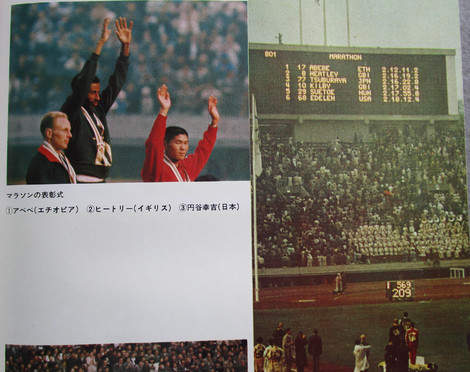 マラソンの表彰式
①アベベ(エチオピア) ②ヒートリー(イギリス) ③円谷幸吉(日本)
801 MARATHON
1 17 ABEBE ETH 2.12.11.2
2 8 HEATLEY GBI 2.16.19.2
3 77 TSUBURAYA JPN 2.16.22.8
4 10 KILBY GBI 2.17.02.4
5 29 SUETOE HUN 2.17.55.8
6 68 EDELEN USA 2.18.12.4
569
209